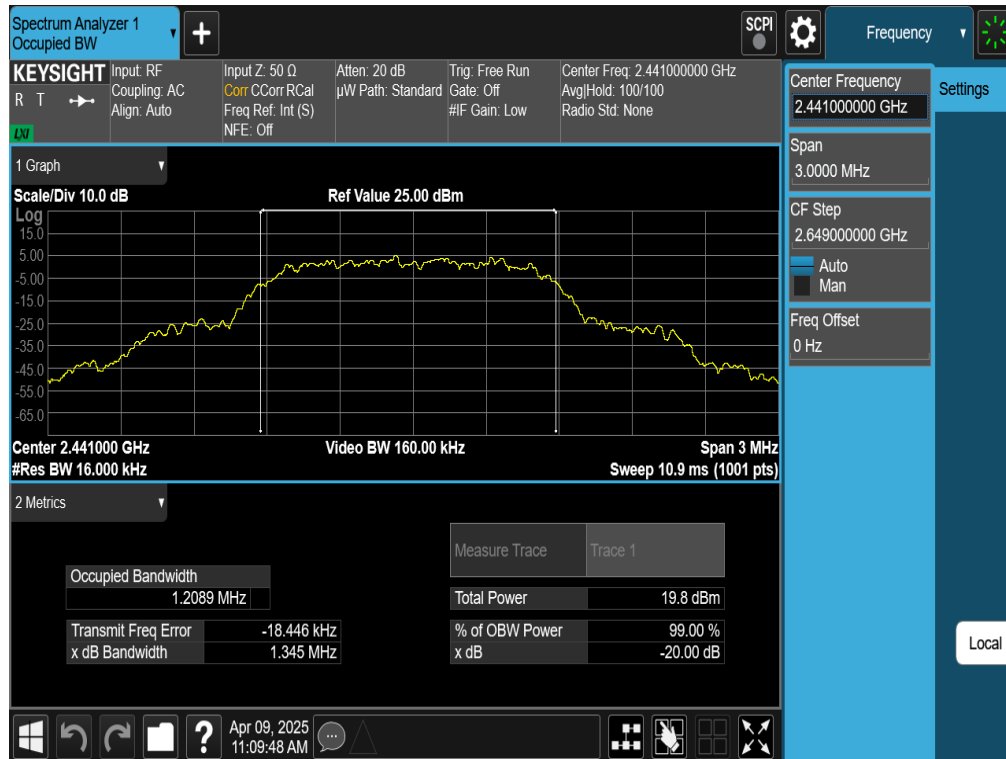 Spectrum Analyzer 1
Occupied BW
+
SCPI
Frequency
KEYSIGHT
R T
LXI
Input: RF
Coupling: AC
Align: Auto
Input Z: 50 Ω
Corr CCorr RCal
Freq Ref: Int (S)
NFE: Off
Atten: 20 dB
µW Path: Standard
Trig: Free Run
Gate: Off
#IF Gain: Low
Center Freq: 2.441000000 GHz
Avg|Hold: 100/100
Radio Std: None
Center Frequency
2.441000000 GHz
Settings
Span
3.0000 MHz
CF Step
2.649000000 GHz
Auto
Man
Freq Offset
0 Hz
Local
1 Graph
Scale/Div 10.0 dB
Ref Value 25.00 dBm
Log
15.0
5.00
-5.00
-15.0
-25.0
-35.0
-45.0
-55.0
-65.0
Center 2.441000 GHz
Video BW 160.00 kHz
Span 3 MHz
#Res BW 16.000 kHz
Sweep 10.9 ms (1001 pts)
2 Metrics
Measure Trace
Trace 1
Occupied Bandwidth
1.2089 MHz
Total Power
19.8 dBm
Transmit Freq Error
-18.446 kHz
% of OBW Power
99.00 %
x dB Bandwidth
1.345 MHz
x dB
-20.00 dB
?
Apr 09, 2025
11:09:48 AM